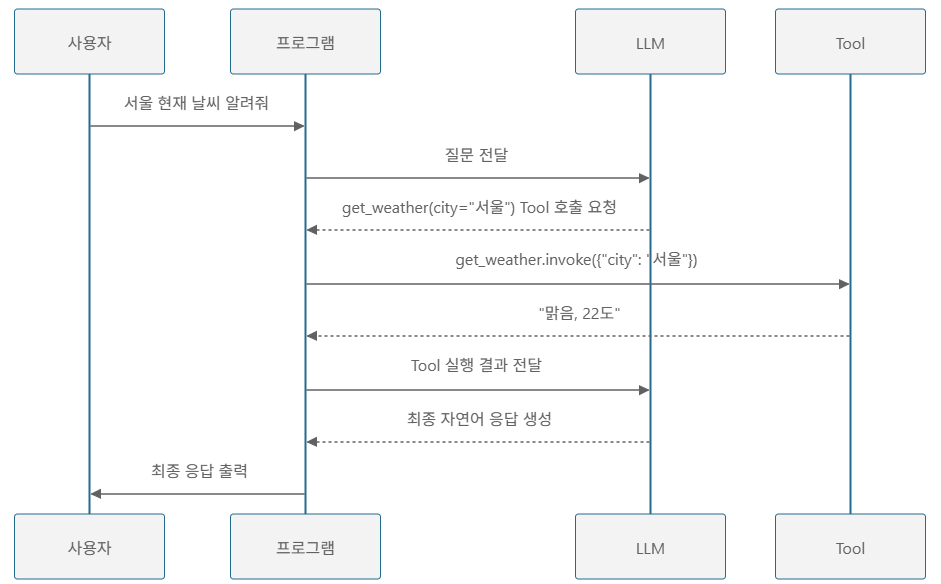 사용자
프로그램
LLM
Tool
서울 현재 날씨 알려줘
질문 전달
get_weather(city="서울") Tool 호출 요청
get_weather.invoke({"city": "서울"})
"맑음, 22도"
Tool 실행 결과 전달
최종 자연어 응답 생성
최종 응답 출력
사용자
프로그램
LLM
Tool